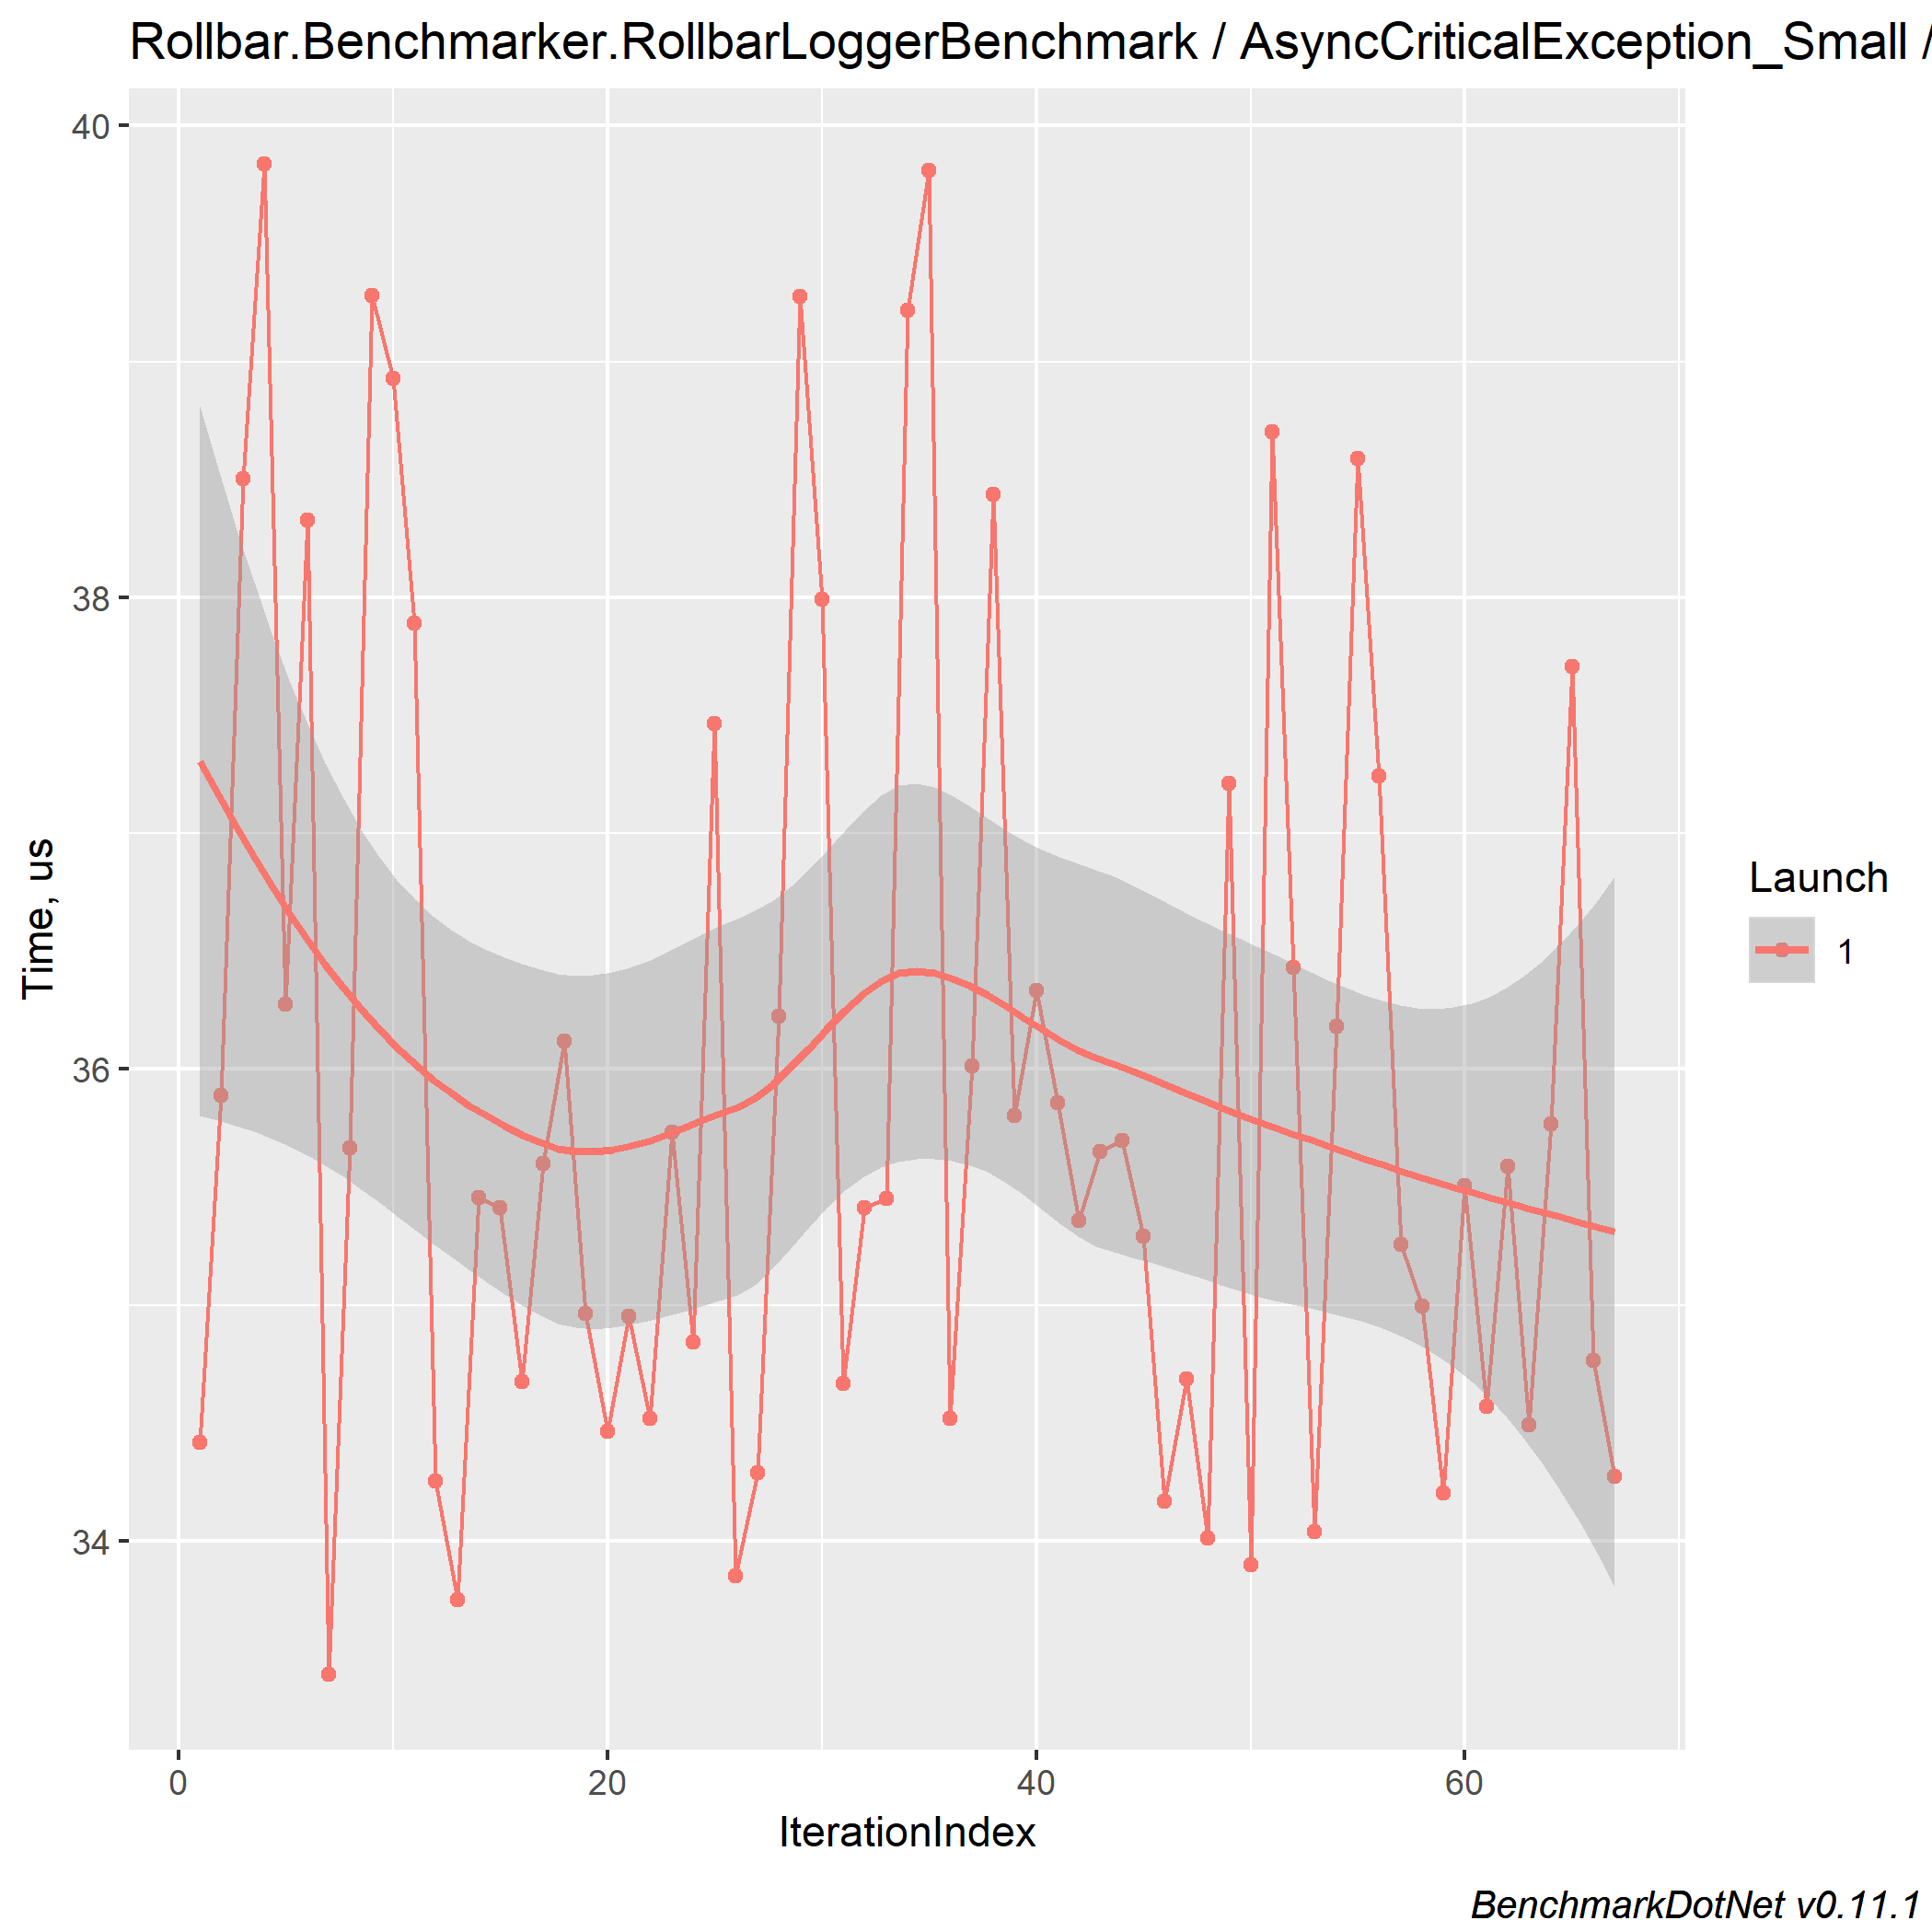 Rollbar.Benchmarker.RollbarLoggerBenchmark / AsyncCriticalException_Small /
40
38
36
34
Time, us
0 20 40 60
IterationIndex
Launch
1
BenchmarkDotNet v0.11.1